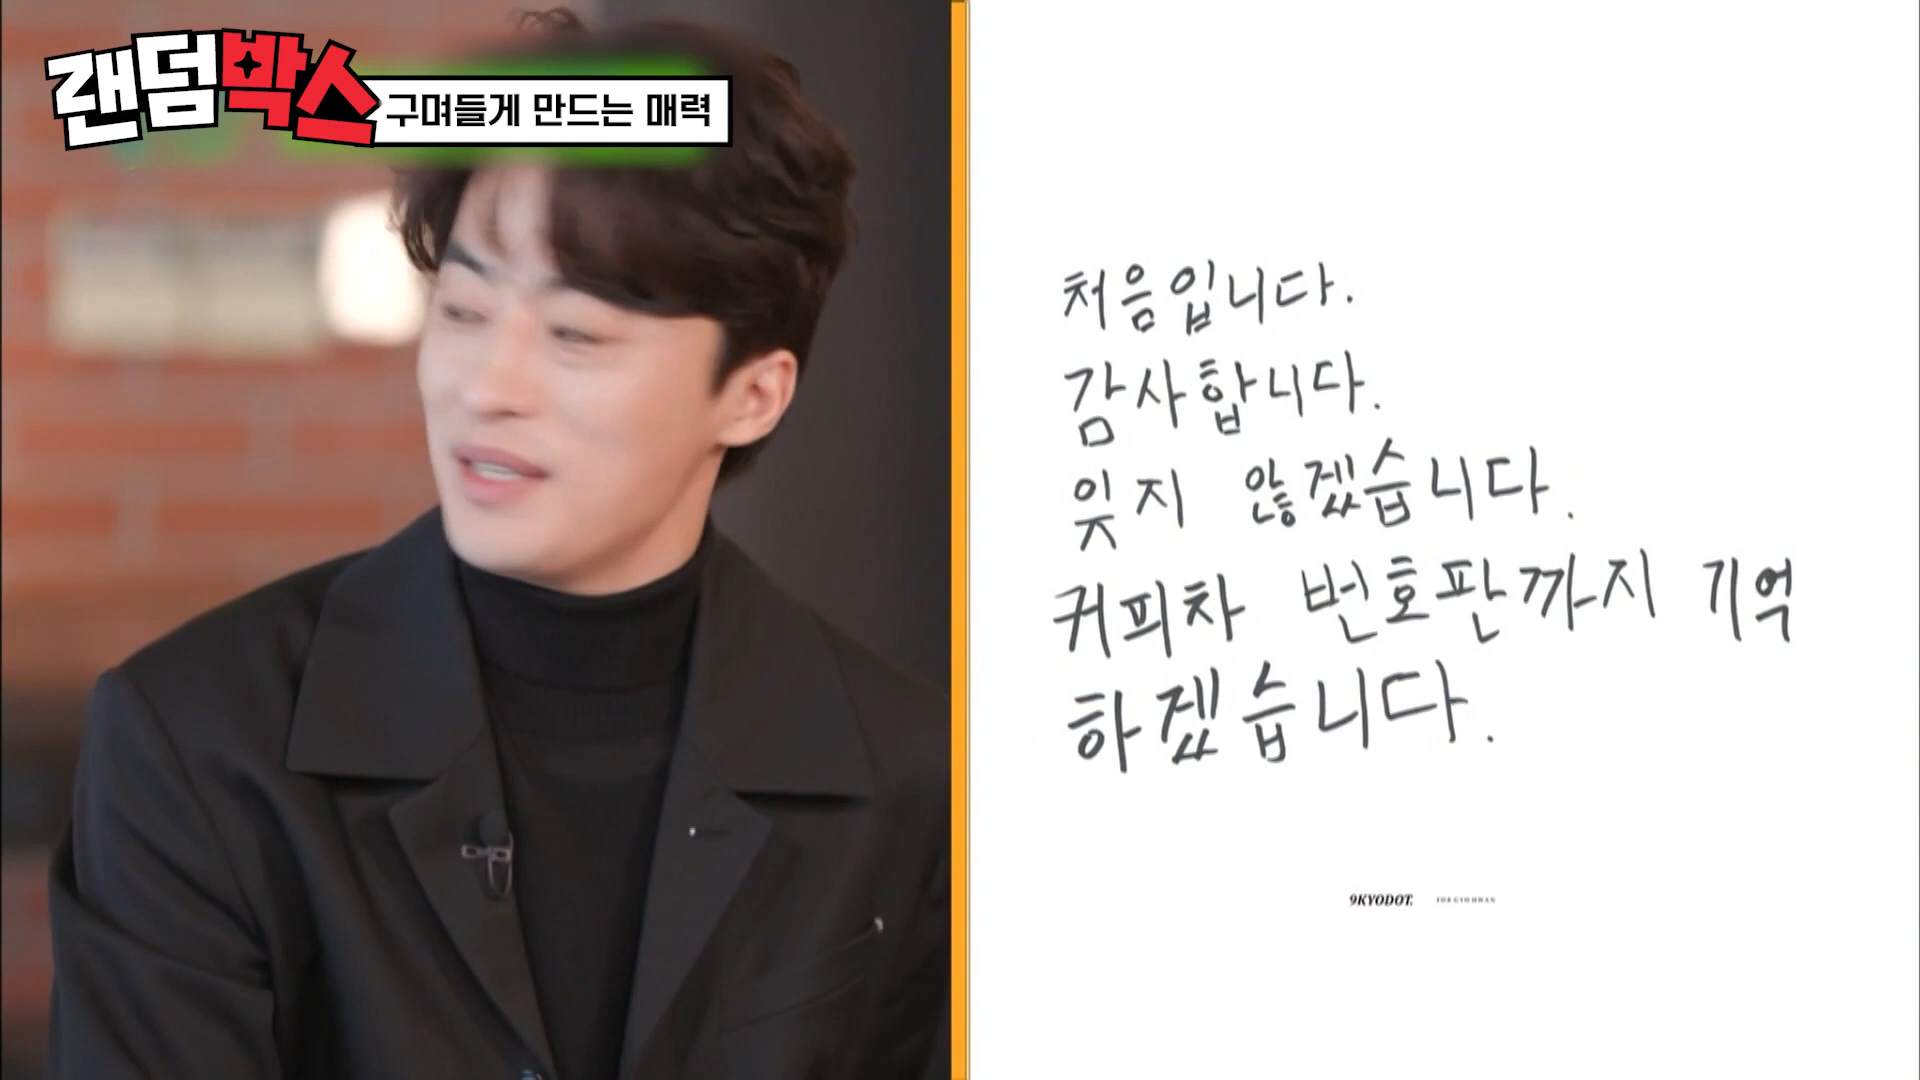 랜덤박스
구며들게 만드는 매력
처음입니다.
감사합니다.
잊지 않겠습니다.
커피차 번호판까지 기억
하겠습니다.
9KYODOT.